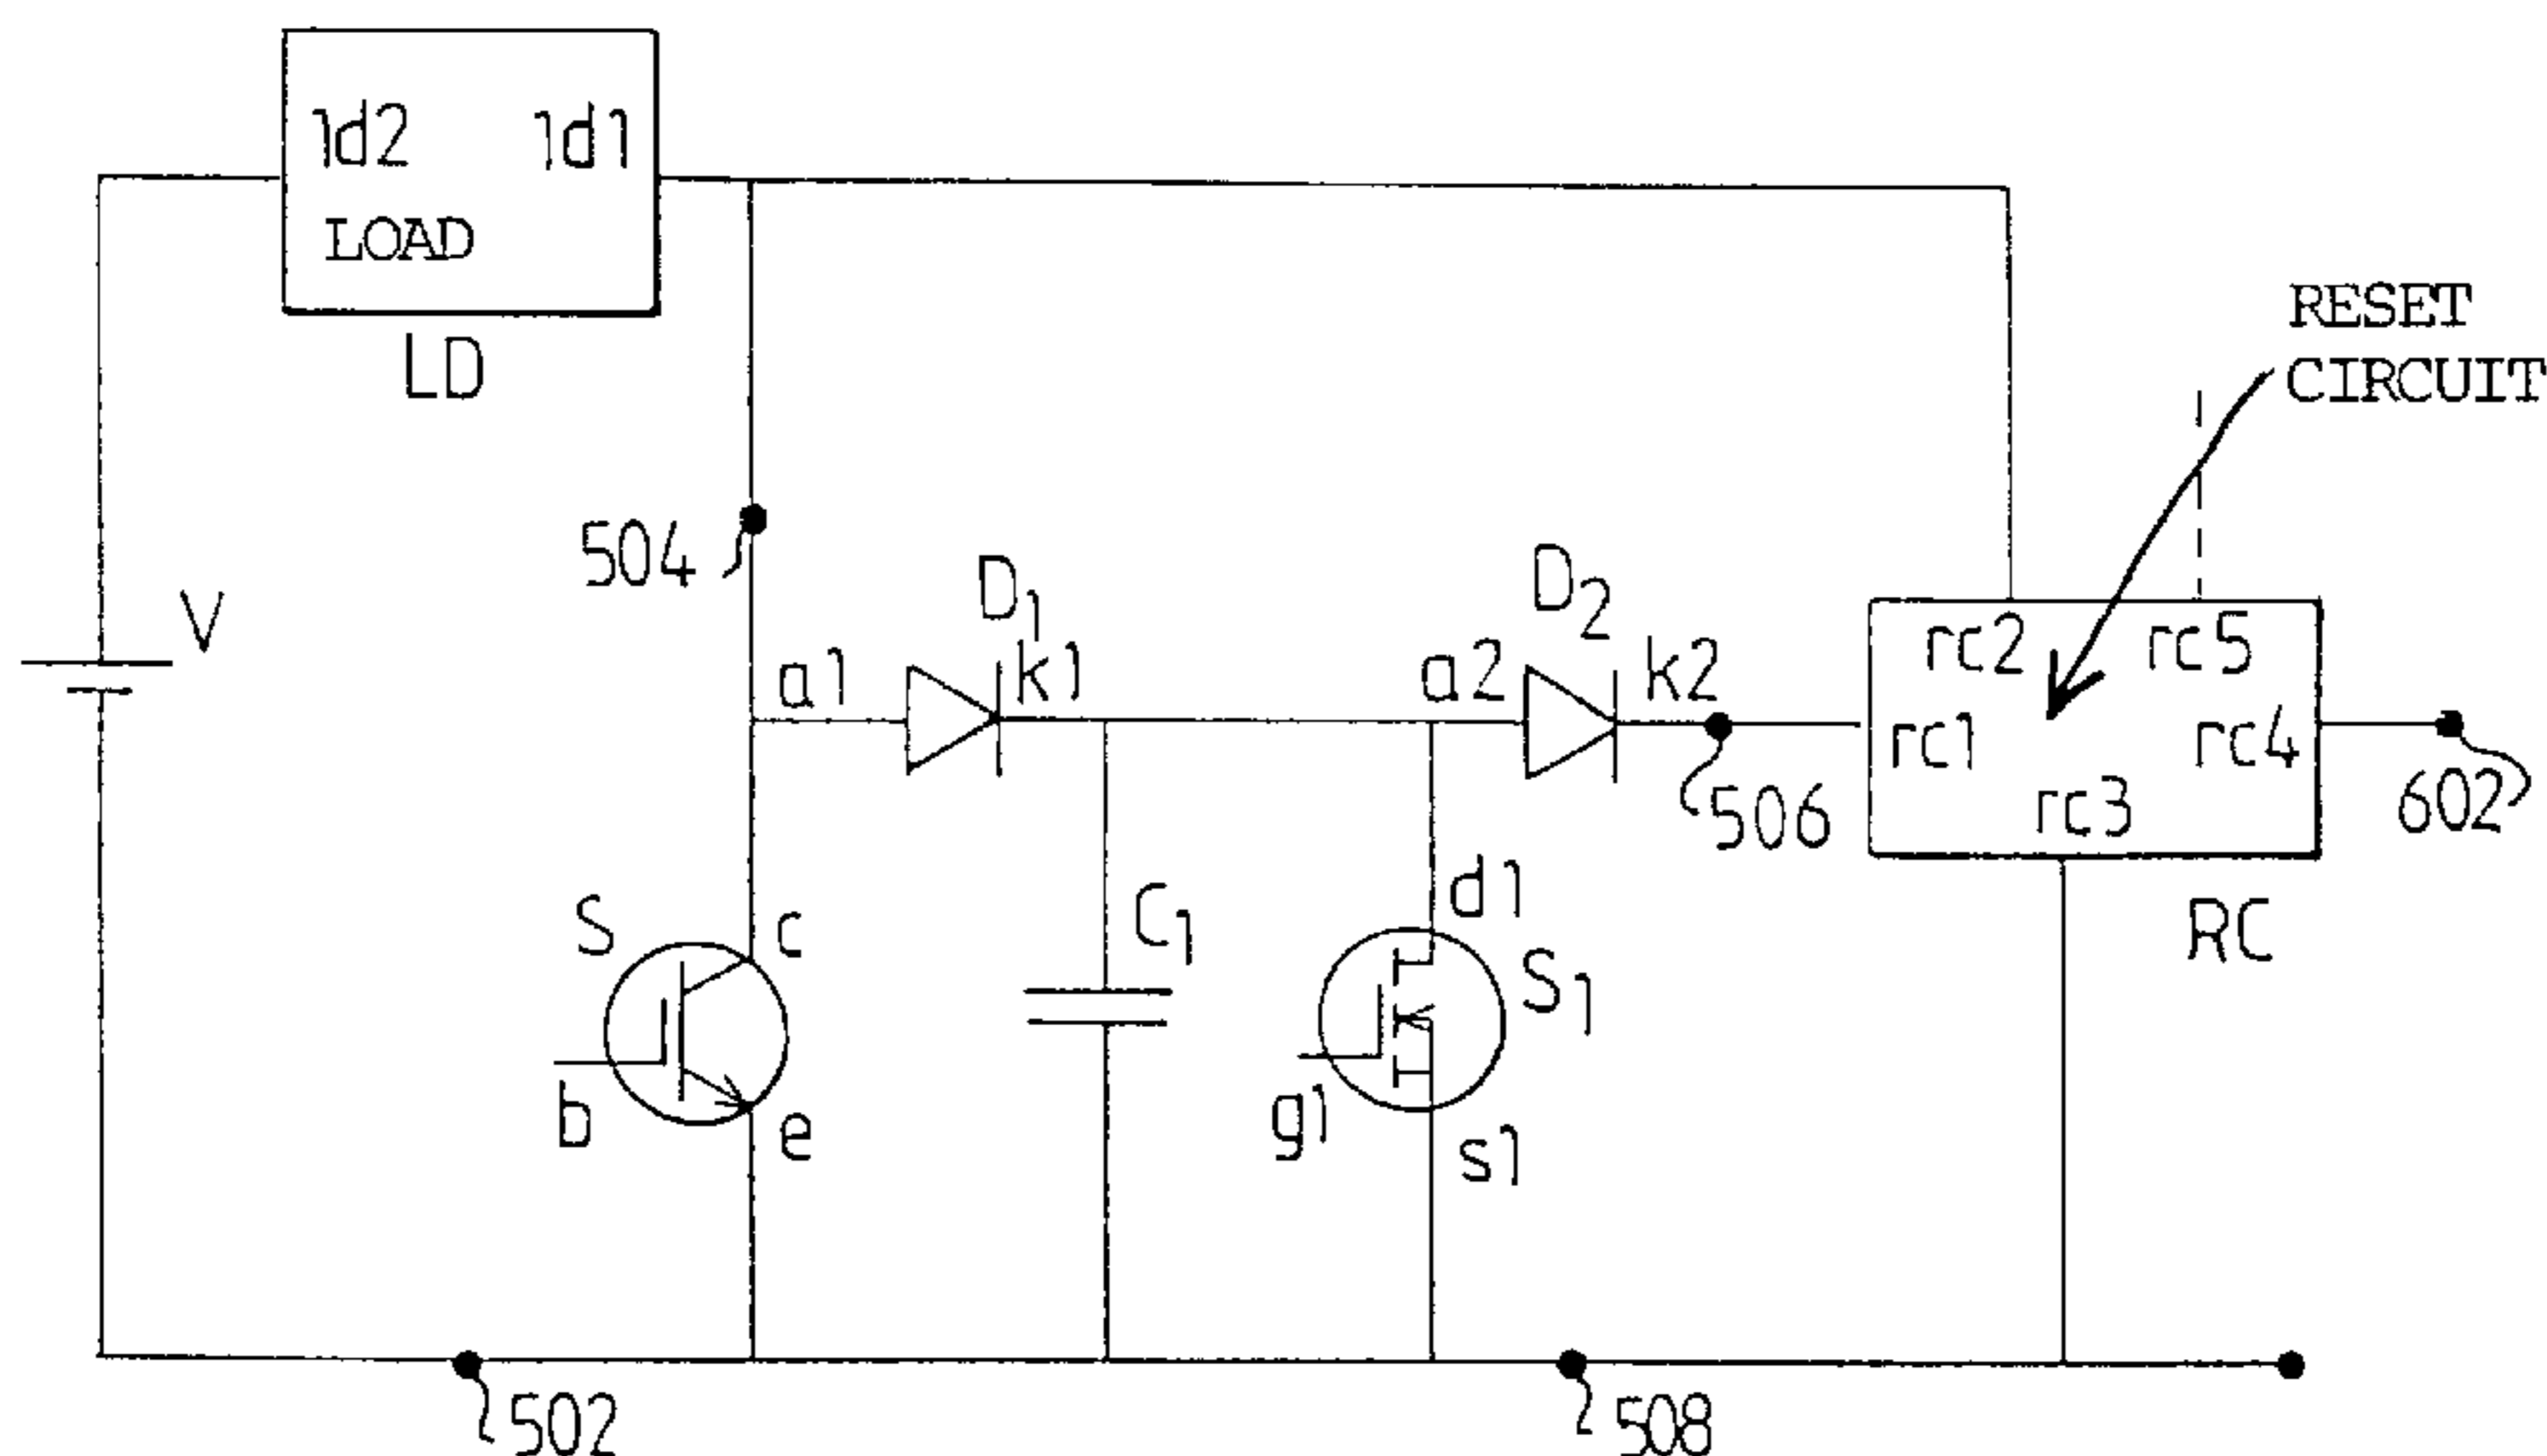 ld2 ld1
LOAD
LD
RESET
CIRCUIT
504
V
D1
D2
a1
k1
a2
k2
rc2
rc5
rc1
rc4
rc3
506
602
S
c
b
e
C1
d1
S1
g1
s1
RC
502
508